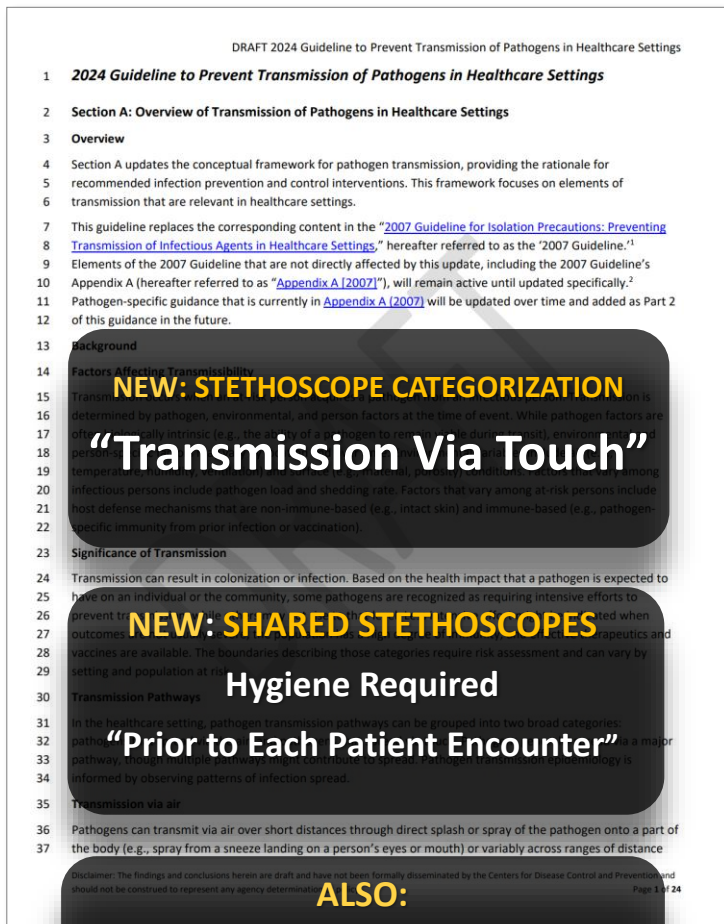 DRAFT 2024 Guideline to Prevent Transmission of Pathogens in Healthcare Settings
1 2024 Guideline to Prevent Transmission of Pathogens in Healthcare Settings
2 Section A: Overview of Transmission of Pathogens in Healthcare Settings
3 Overview
4 Section A updates the conceptual framework for pathogen transmission, providing the rationale for
5 recommended infection prevention and control interventions. This framework focuses on elements of
6 transmission that are relevant in healthcare settings.
7 This guideline replaces the corresponding content in the “2007 Guideline for Isolation Precautions: Preventing
8 Transmission of Infectious Agents in Healthcare Settings,” hereafter referred to as the ‘2007 Guideline.’1
9 Elements of the 2007 Guideline that are not directly affected by this update, including the 2007 Guideline’s
10 Appendix A (hereafter referred to as “Appendix A [2007]”), will remain active until updated specifically.2
11 Pathogen-specific guidance that is currently in Appendix A (2007) will be updated over time and added as Part 2
12 of this guidance in the future.
13 Background
14 Factors Affecting Transmissibility
NEW: STETHOSCOPE CATEGORIZATION
15
16 determined by pathogen, environmental, and person factors at the time of event. While pathogen factors are
17
“Transmission Via Touch”
18
19
20 infectious persons include pathogen load and shedding rate. Factors that vary among at-risk persons include
21 host defense mechanisms that are non-immune-based (e.g., intact skin) and immune-based (e.g., pathogen-
22 specific immunity from prior infection or vaccination).
23 Significance of Transmission
24 Transmission can result in colonization or infection. Based on the health impact that a pathogen is expected to
25 have on an individual or the community, some pathogens are recognized as requiring intensive efforts to
26 prevent
NEW: SHARED STETHOSCOPES
27 outcomes
28 vaccines are available. The boundaries describing those categories require risk assessment and can vary by
29 setting and population at risk.
Hygiene Required
30 Transmission Pathways
31 In the healthcare setting, pathogen transmission pathways can be grouped into two broad categories:
32 a major
“Prior to Each Patient Encounter”
33 pathway, though multiple pathways might contribute to spread. Pathogen transmission epidemiology is
34 informed by observing patterns of infection spread.
35 Transmission via air
36 Pathogens can transmit via air over short distances through direct splash or spray of the pathogen onto a part of
37 the body (e.g., spray from a sneeze landing on a person’s eyes or mouth) or variably across ranges of distance
Disclaimer: The findings and conclusions herein are draft and have not been formally disseminated by the Centers for Disease Control and Prevention and
should not be construed to represent any agency determination Page 1 of 24
ALSO:
DRAFT